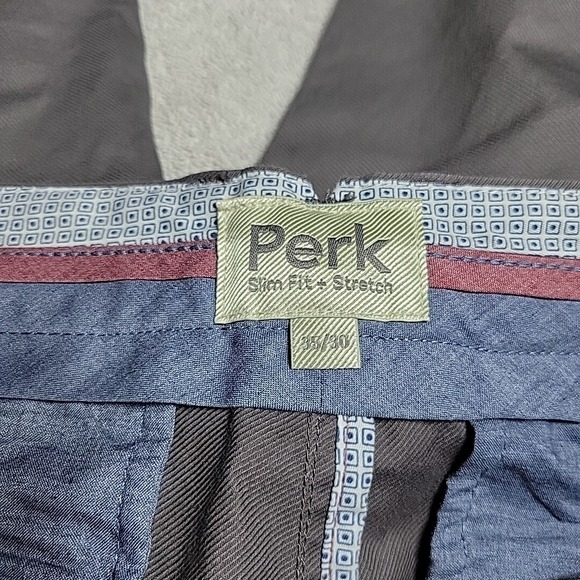 Perk
Slim Fit + Stretch
35/30